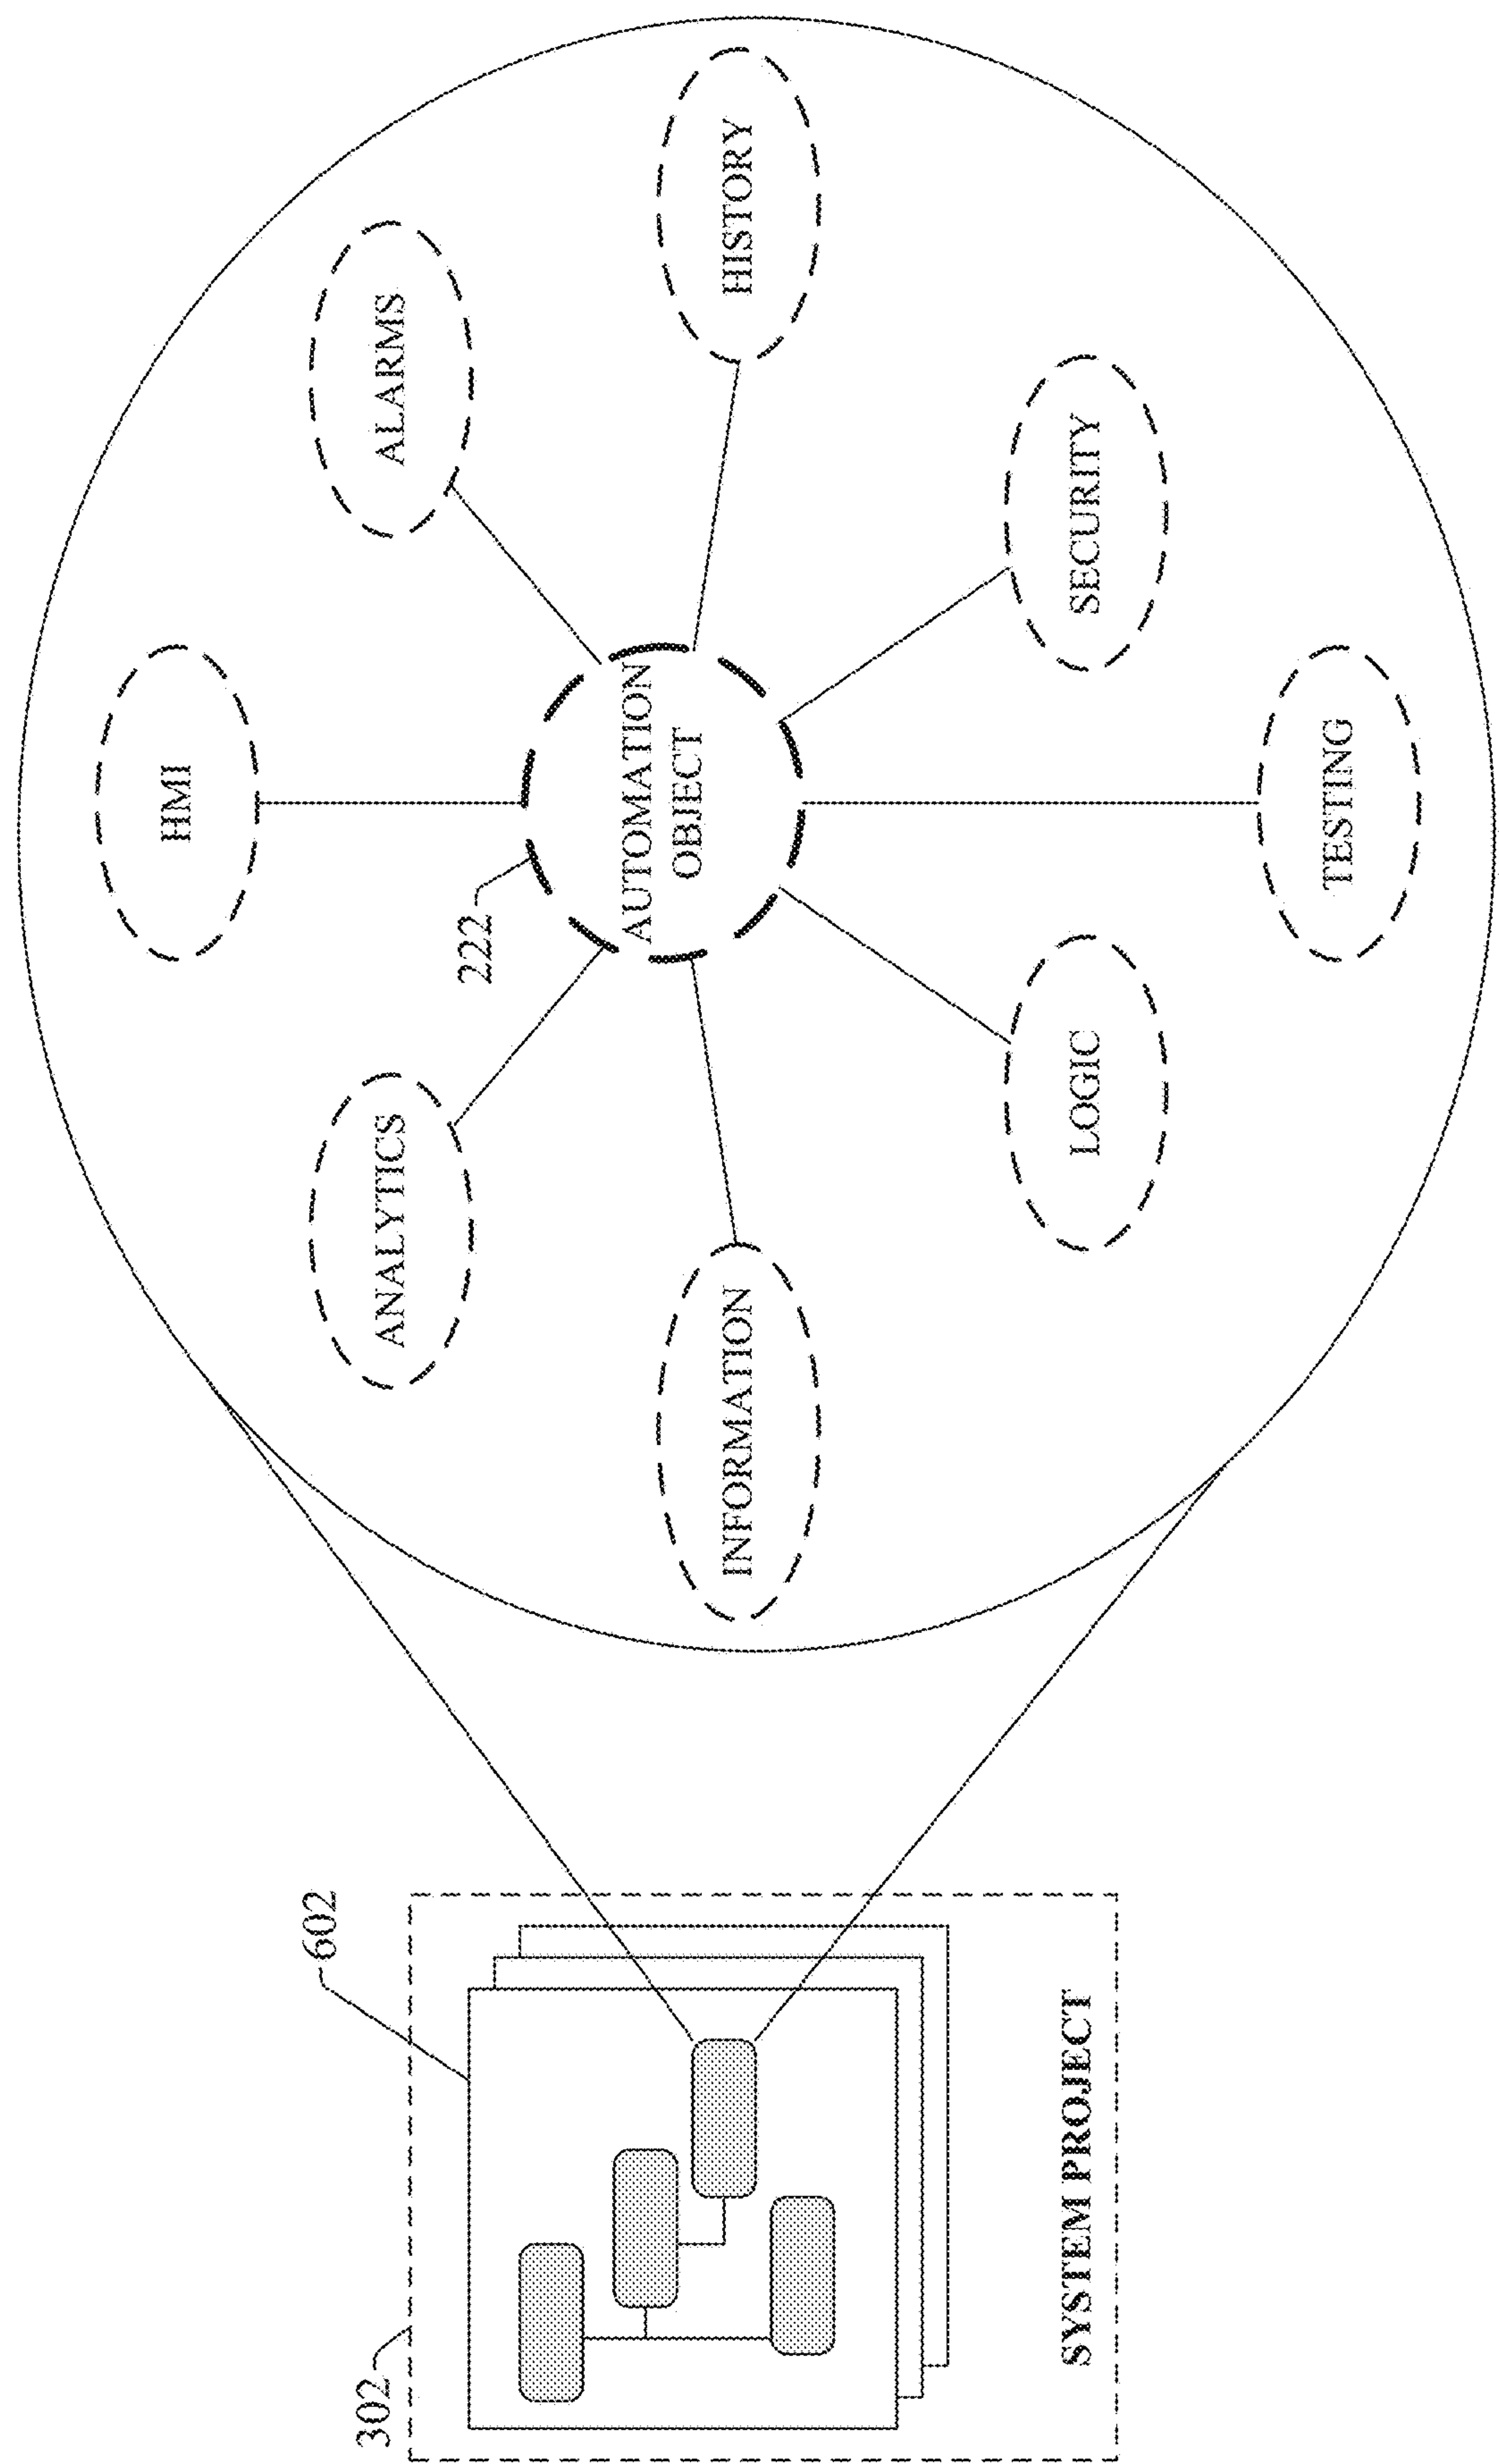 302
602
SYSTEM PROJECT
HMI
222
ANALYTICS
ALARMS
AUTOMATION
OBJECT
INFORMATION
HISTORY
LOGIC
SECURITY
TESTING